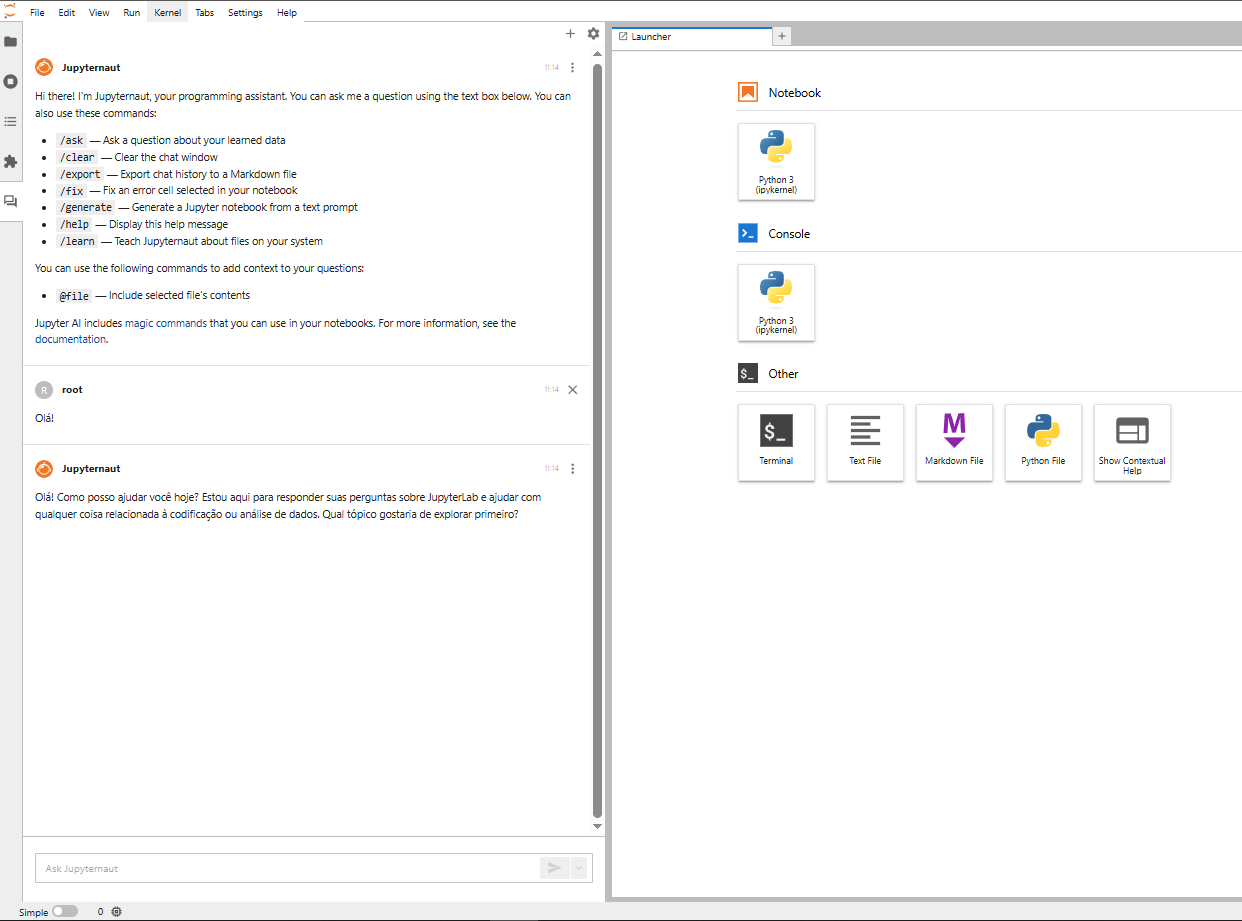 File Edit View Run Kernel Tabs Settings Help
Jupyternaut 11:14
Hi there! I'm Jupyternaut, your programming assistant. You can ask me a question using the text box below. You can
also use these commands:
• /ask — Ask a question about your learned data
• /clear — Clear the chat window
• /export — Export chat history to a Markdown file
• /fix — Fix an error cell selected in your notebook
• /generate — Generate a Jupyter notebook from a text prompt
• /help — Display this help message
• /learn — Teach Jupyternaut about files on your system
You can use the following commands to add context to your questions:
• @file — Include selected file's contents
Jupyter AI includes magic commands that you can use in your notebooks. For more information, see the
documentation.
R root 11:14
Olá!
Jupyternaut 11:14
Olá! Como posso ajudar você hoje? Estou aqui para responder suas perguntas sobre JupyterLab e ajudar com
qualquer coisa relacionada à codificação ou análise de dados. Qual tópico gostaria de explorar primeiro?
Ask Jupyternaut
Simple 0
Launcher
Notebook
Python 3
(ipykernel)
>_ Console
Python 3
(ipykernel)
$_ Other
$_
Terminal
Text File
M
Markdown File
Python File
Show Contextual
Help